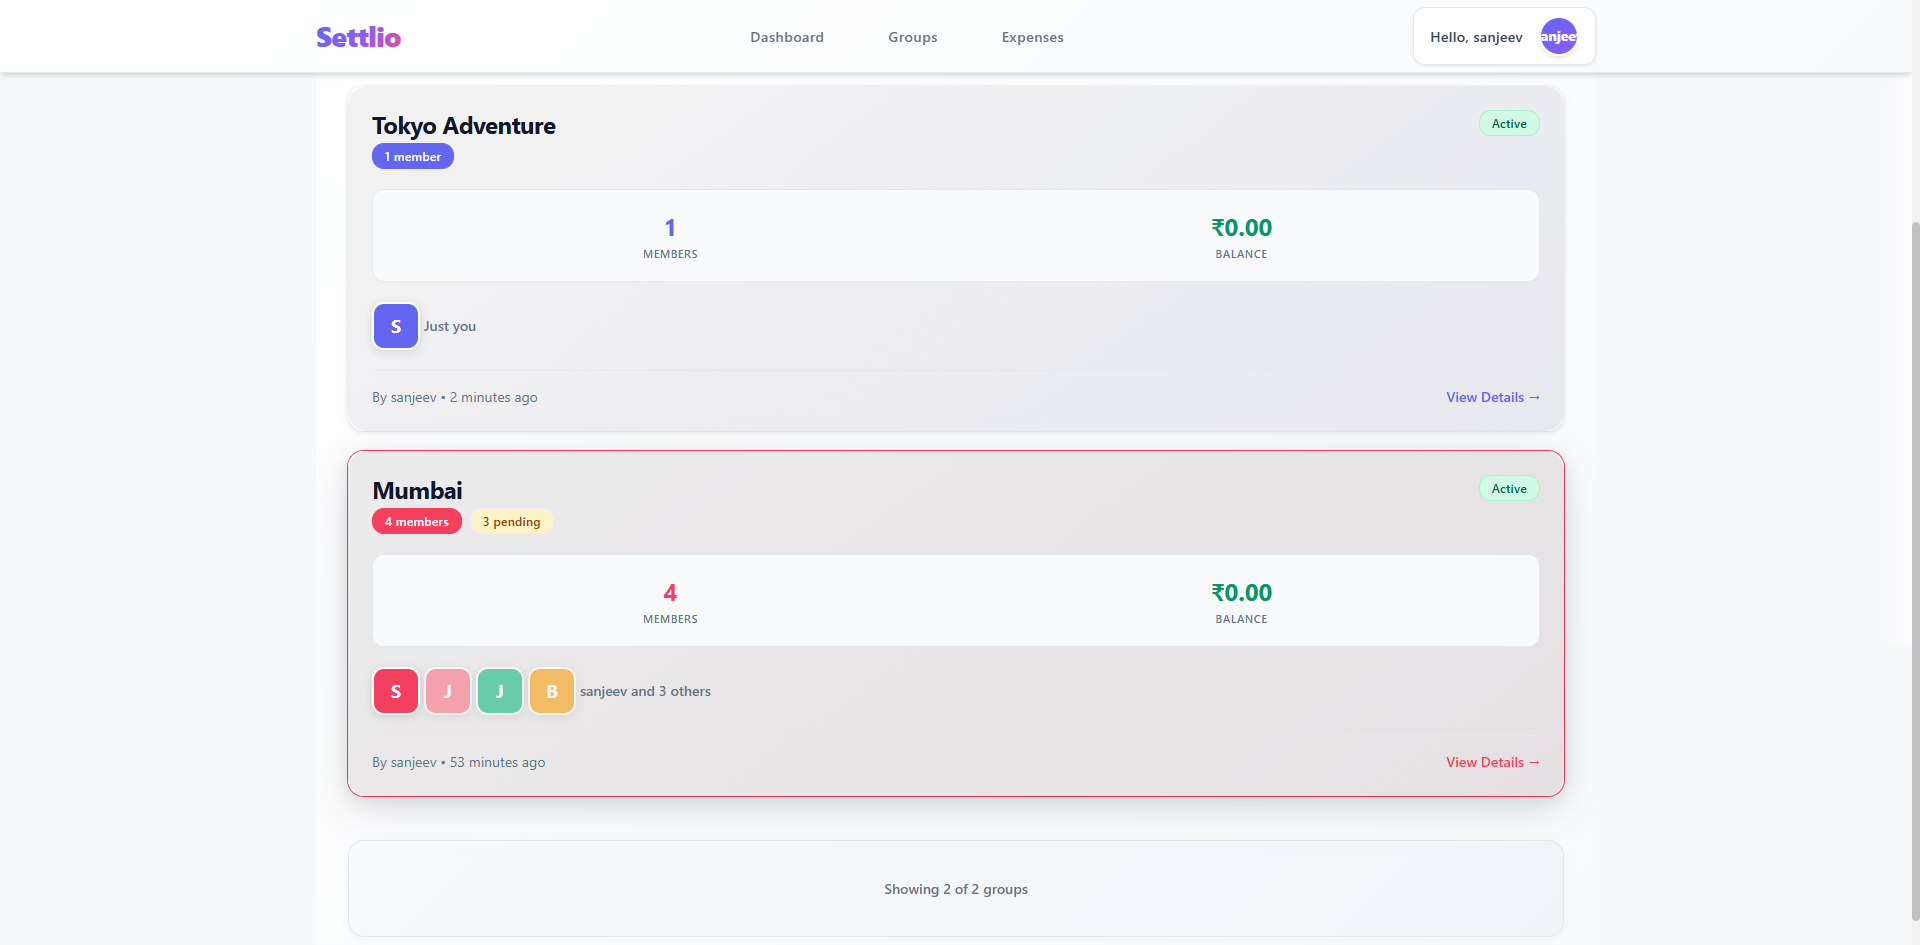 Settlio
Dashboard
Groups
Expenses
Hello, sanjeev
anjee
Tokyo Adventure
Active
1 member
1
MEMBERS
₹0.00
BALANCE
S
Just you
By sanjeev • 2 minutes ago
View Details →
Mumbai
Active
4 members
3 pending
4
MEMBERS
₹0.00
BALANCE
S J J B
sanjeev and 3 others
By sanjeev • 53 minutes ago
View Details →
Showing 2 of 2 groups